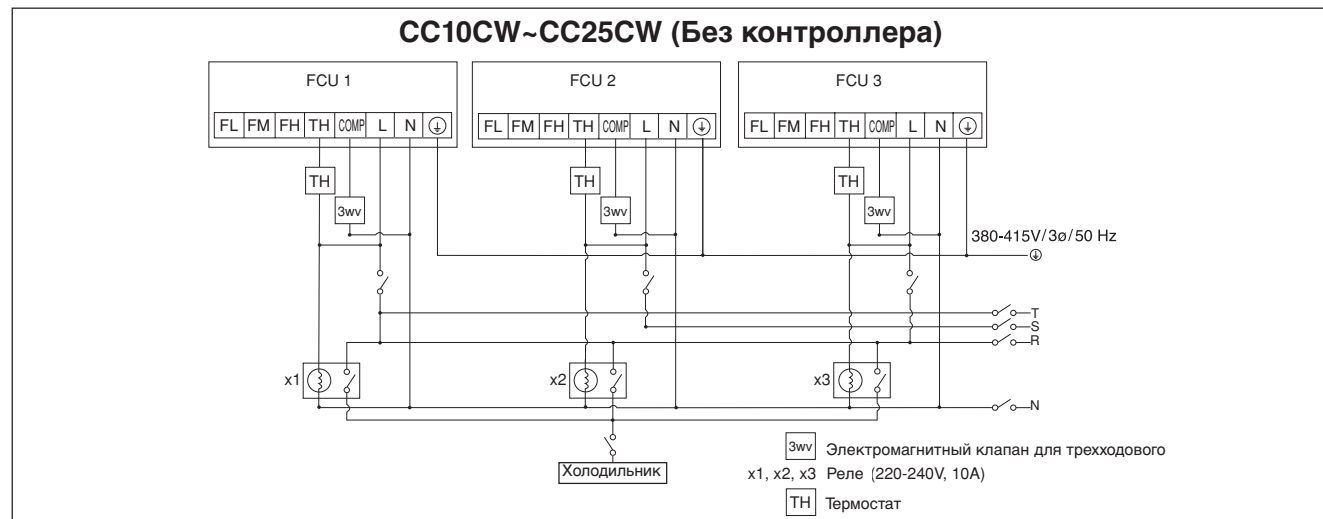 CC10CW~CC25CW (Без контроллера)
FCU 1
FCU 2
FCU 3
FL FM FH TH COMP L N
FL FM FH TH COMP L N
FL FM FH TH COMP L N
TH
TH
TH
3wv
3wv
3wv
380-415V/3ø/50 Hz
T
S
R
x1
x2
x3
N
Холодильник
3wv Электромагнитный клапан для трехходового
x1, x2, x3 Реле (220-240V, 10A)
TH Термостат